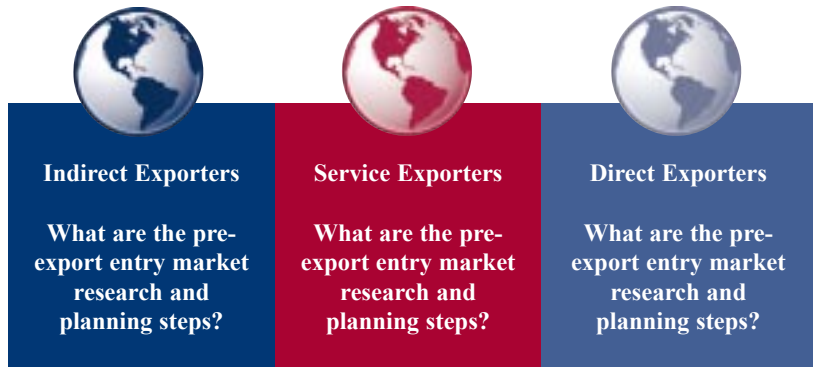 Indirect Exporters
What are the pre-
export entry market
research and
planning steps?
Service Exporters
What are the pre-
export entry market
research and
planning steps?
Direct Exporters
What are the pre-
export entry market
research and
planning steps?